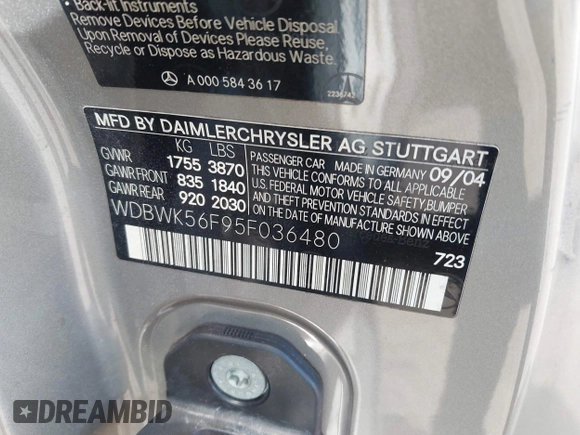 Back-lit Instruments
Remove Devices Before Vehicle Disposal.
Upon Removal of Devices Please Reuse,
Recycle or Dispose as Hazardous Waste.
A 000 584 36 17
2236742
MFD BY DAIMLERCHRYSLER AG STUTTGART
KG LBS
GVWR 1755 3870
GAWR FRONT 835 1840
GAWR REAR 920 2030
PASSENGER CAR MADE IN GERMANY 09/04
THIS VEHICLE CONFORMS TO ALL APPLICABLE
U.S. FEDERAL MOTOR VEHICLE SAFETY, BUMPER
AND THEFT PREVENTION STANDARDS IN EFFECT
ON THE DATE OF MANUFACTURE SHOWN ABOVE
WDBWK56F95F036480
723
DREAMBID